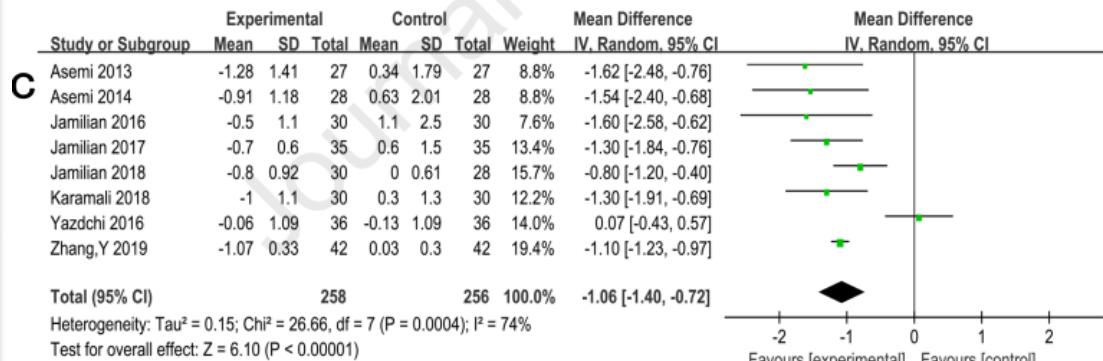 Experimental Control Mean Difference Mean Difference
Study or Subgroup Mean SD Total Mean SD Total Weight IV, Random, 95% CI IV, Random, 95% CI
C
Asemi 2013 -1.28 1.41 27 0.34 1.79 27 8.8% -1.62 [-2.48, -0.76]
Asemi 2014 -0.91 1.18 28 0.63 2.01 28 8.8% -1.54 [-2.40, -0.68]
Jamilian 2016 -0.5 1.1 30 1.1 2.5 30 7.6% -1.60 [-2.58, -0.62]
Jamilian 2017 -0.7 0.6 35 0.6 1.5 35 13.4% -1.30 [-1.84, -0.76]
Jamilian 2018 -0.8 0.92 30 0 0.61 28 15.7% -0.80 [-1.20, -0.40]
Karamali 2018 -1 1.1 30 0.3 1.3 30 12.2% -1.30 [-1.91, -0.69]
Yazdchi 2016 -0.06 1.09 36 -0.13 1.09 36 14.0% 0.07 [-0.43, 0.57]
Zhang,Y 2019 -1.07 0.33 42 0.03 0.3 42 19.4% -1.10 [-1.23, -0.97]
Total (95% CI) 258 256 100.0% -1.06 [-1.40, -0.72]
Heterogeneity: Tau² = 0.15; Chi² = 26.66, df = 7 (P = 0.0004); I² = 74%
Test for overall effect: Z = 6.10 (P < 0.00001)
-2 -1 0 1 2
Favours [experimental] Favours [control]
Journa